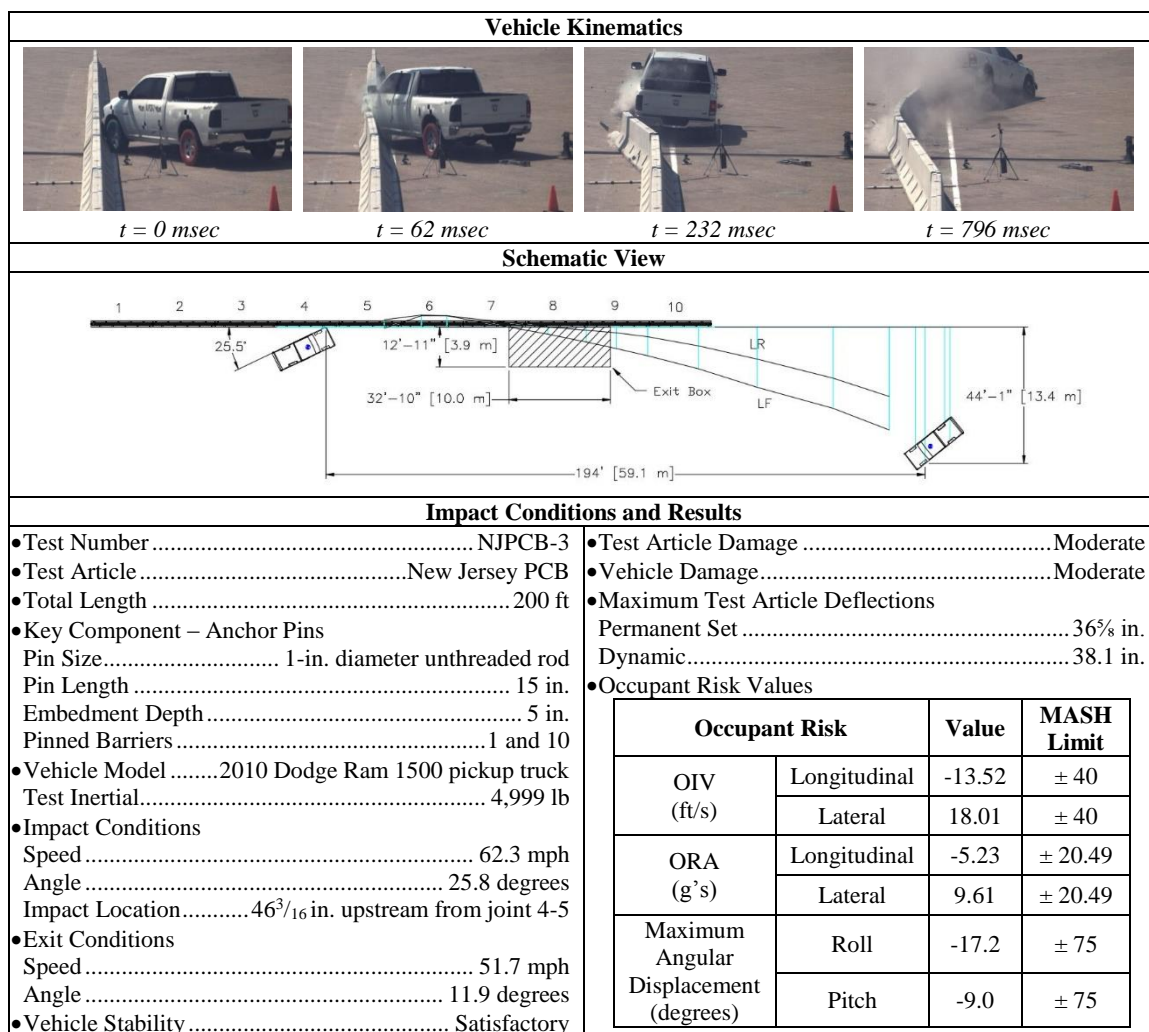 Vehicle Kinematics
t = 0 msec
t = 62 msec
t = 232 msec
t = 796 msec
Schematic View
1 2 3 4 5 6 7 8 9 10
25.5°
12'-11" [3.9 m]
LR
32'-10" [10.0 m]
Exit Box
LF
44'-1" [13.4 m]
194' [59.1 m]
Impact Conditions and Results
•Test Number ................................................. NJPCB-3
•Test Article .........................................New Jersey PCB
•Total Length .......................................................200 ft
•Key Component – Anchor Pins
Pin Size........................... 1-in. diameter unthreaded rod
Pin Length .......................................................... 15 in.
Embedment Depth ................................................ 5 in.
Pinned Barriers ...............................................1 and 10
•Vehicle Model ........2010 Dodge Ram 1500 pickup truck
Test Inertial..................................................... 4,999 lb
•Impact Conditions
Speed ........................................................... 62.3 mph
Angle ...................................................... 25.8 degrees
Impact Location..........46 3/16 in. upstream from joint 4-5
•Exit Conditions
Speed ........................................................... 51.7 mph
Angle ...................................................... 11.9 degrees
•Vehicle Stability ........................................ Satisfactory
•Test Article Damage ......................................Moderate
•Vehicle Damage............................................Moderate
•Maximum Test Article Deflections
Permanent Set ..................................................36⅝ in.
Dynamic..........................................................38.1 in.
•Occupant Risk Values
Occupant Risk Value MASH
Limit
OIV
(ft/s)
Longitudinal -13.52 ± 40
Lateral 18.01 ± 40
ORA
(g's)
Longitudinal -5.23 ± 20.49
Lateral 9.61 ± 20.49
Maximum
Angular
Displacement
(degrees)
Roll -17.2 ± 75
Pitch -9.0 ± 75